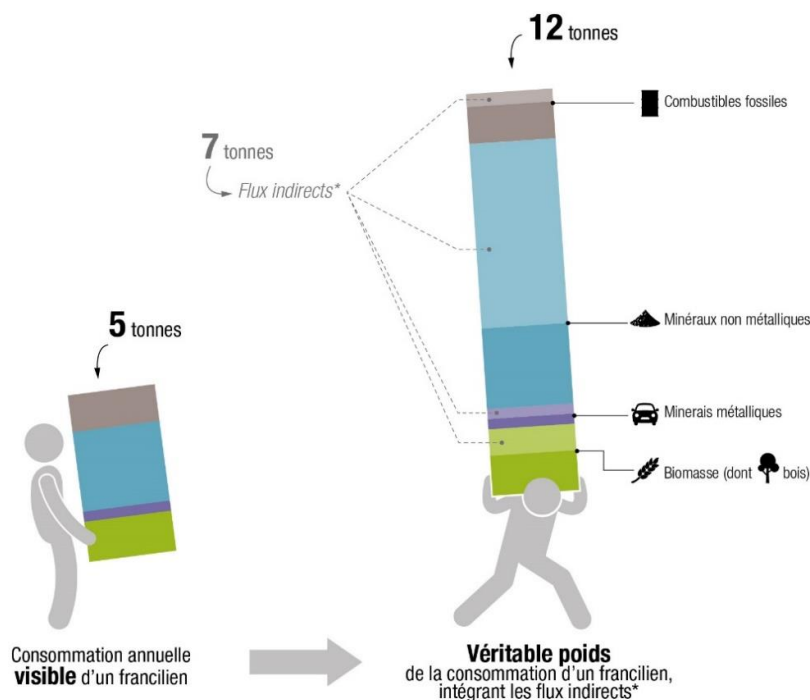 12 tonnes
Combustibles fossiles
7 tonnes
Flux indirects*
5 tonnes
Minéraux non métalliques
Minerais métalliques
Biomasse (dont bois)
Consommation annuelle
visible d'un francilien
Véritable poids
de la consommation d'un francilien,
intégrant les flux indirects*